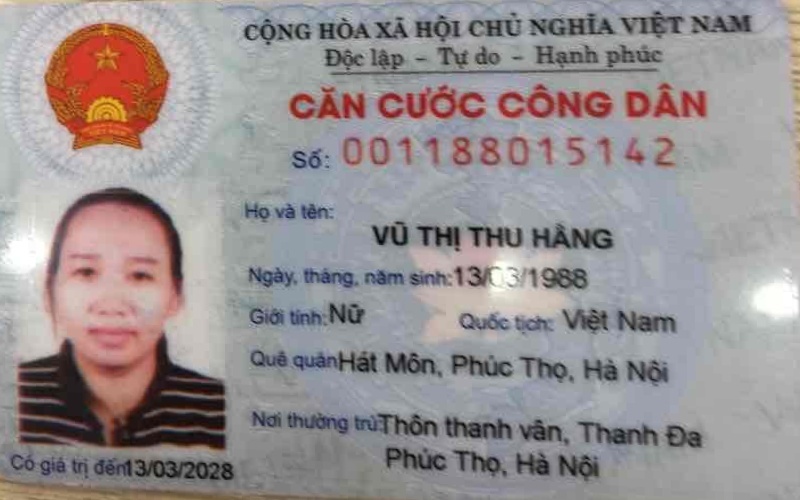 CỘNG HÒA XÃ HỘI CHỦ NGHĨA VIỆT NAM
Độc lập - Tự do - Hạnh phúc
CĂN CƯỚC CÔNG DÂN
Số: 001188015142
Họ và tên:
VŨ THỊ THU HẰNG
Ngày, tháng, năm sinh: 13/03/1988
Giới tính: Nữ Quốc tịch: Việt Nam
Quê quán Hát Môn, Phúc Thọ, Hà Nội
Nơi thường trú: Thôn thanh vân, Thanh Đa
Phúc Thọ, Hà Nội
Có giá trị đến 13/03/2028